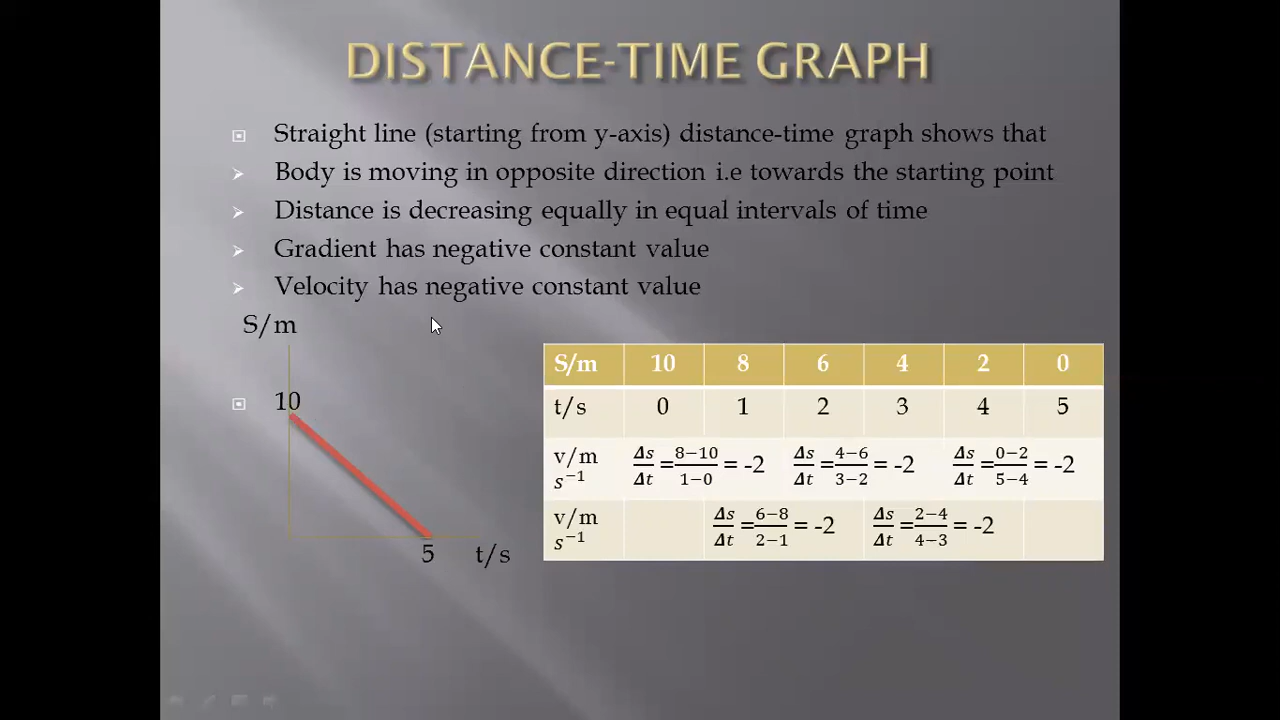 DISTANCE-TIME GRAPH
Straight line (starting from y-axis) distance-time graph shows that
Body is moving in opposite direction i.e towards the starting point
Distance is decreasing equally in equal intervals of time
Gradient has negative constant value
Velocity has negative constant value
S/m
10
5
t/s
S/m 10 8 6 4 2 0
t/s 0 1 2 3 4 5
v/m s⁻¹ Δs/Δt =8−10/1−0 = -2 Δs/Δt =4−6/3−2 = -2 Δs/Δt =0−2/5−4 = -2
v/m s⁻¹ Δs/Δt =6−8/2−1 = -2 Δs/Δt =2−4/4−3 = -2